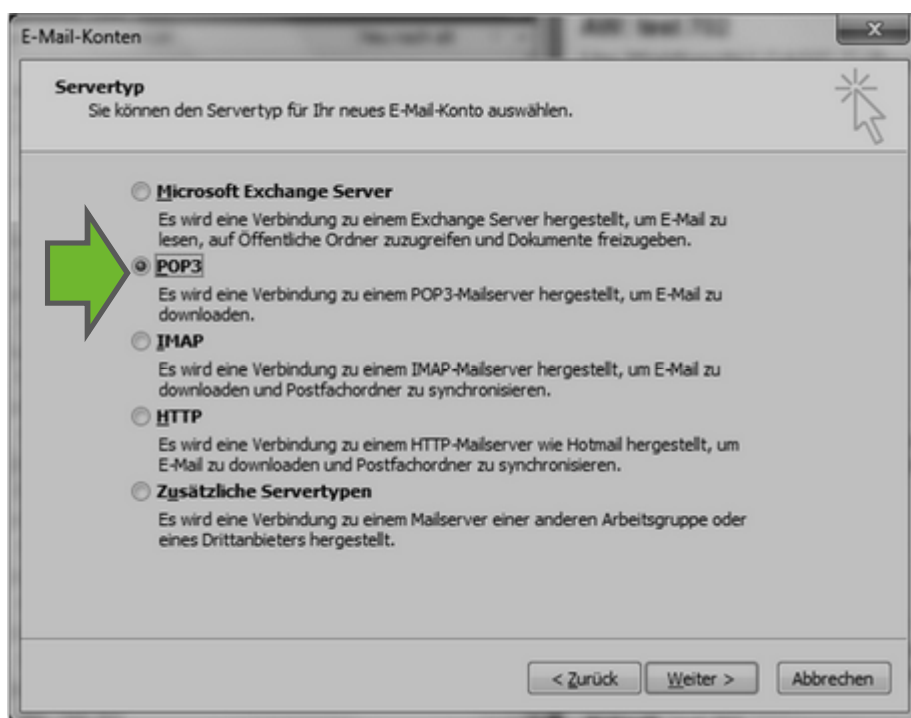 E-Mail-Konten
Servertyp
Sie können den Servertyp für Ihr neues E-Mail-Konto auswählen.
Microsoft Exchange Server
Es wird eine Verbindung zu einem Exchange Server hergestellt, um E-Mail zu
lesen, auf Öffentliche Ordner zuzugreifen und Dokumente freizugeben.
POP3
Es wird eine Verbindung zu einem POP3-Mailserver hergestellt, um E-Mail zu
downloaden.
IMAP
Es wird eine Verbindung zu einem IMAP-Mailserver hergestellt, um E-Mail zu
downloaden und Postfachordner zu synchronisieren.
HTTP
Es wird eine Verbindung zu einem HTTP-Mailserver wie Hotmail hergestellt, um
E-Mail zu downloaden und Postfachordner zu synchronisieren.
Zusätzliche Servertypen
Es wird eine Verbindung zu einem Mailserver einer anderen Arbeitsgruppe oder
eines Drittanbieters hergestellt.
< Zurück Weiter > Abbrechen